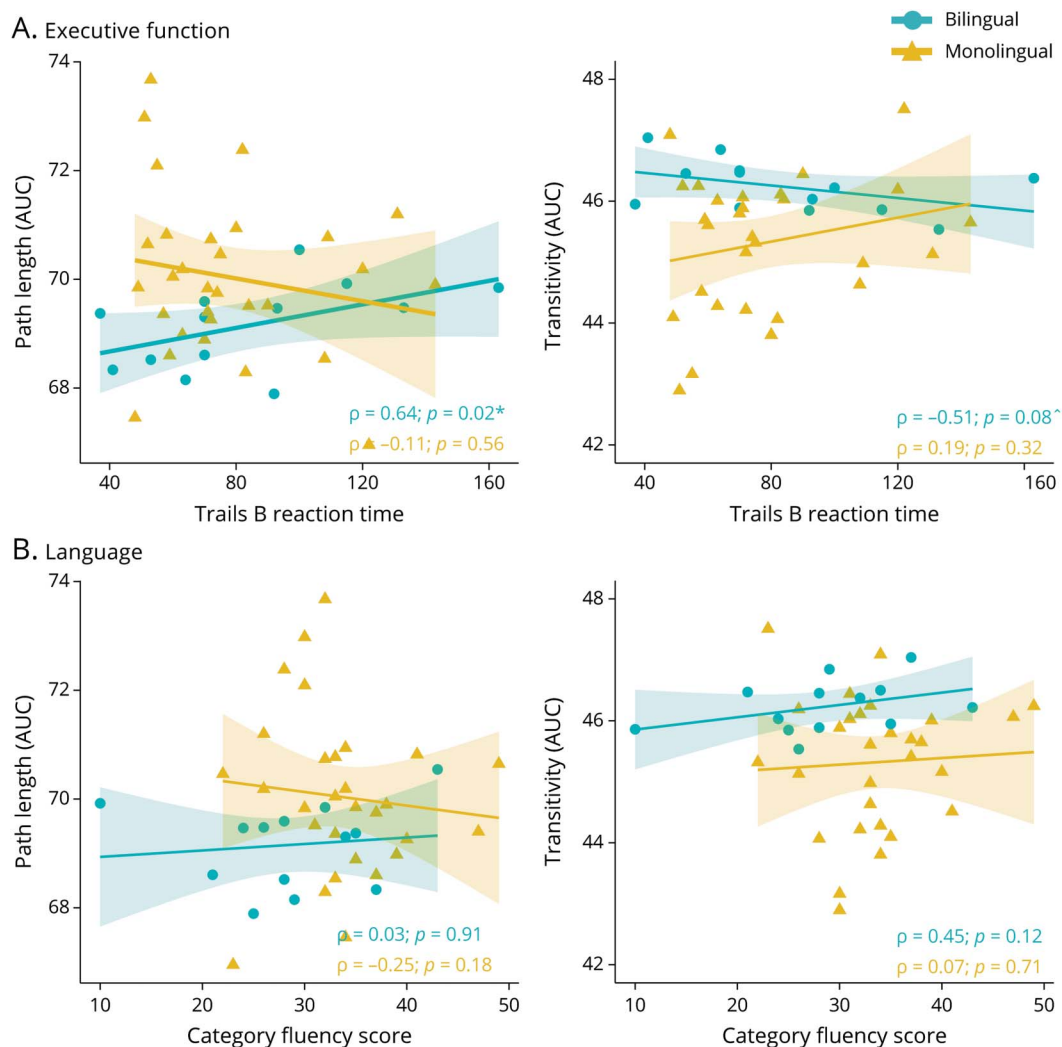 Bilingual
Monolingual
A. Executive function
74
72
70
68
Path length (AUC)
ρ = 0.64; p = 0.02*
ρ = –0.11; p = 0.56
40 80 120 160
Trails B reaction time
48
46
44
42
Transitivity (AUC)
ρ = –0.51; p = 0.08^
ρ = 0.19; p = 0.32
40 80 120 160
Trails B reaction time
B. Language
74
72
70
68
Path length (AUC)
ρ = 0.03; p = 0.91
ρ = –0.25; p = 0.18
10 20 30 40 50
Category fluency score
48
46
44
42
Transitivity (AUC)
ρ = 0.45; p = 0.12
ρ = 0.07; p = 0.71
10 20 30 40 50
Category fluency score